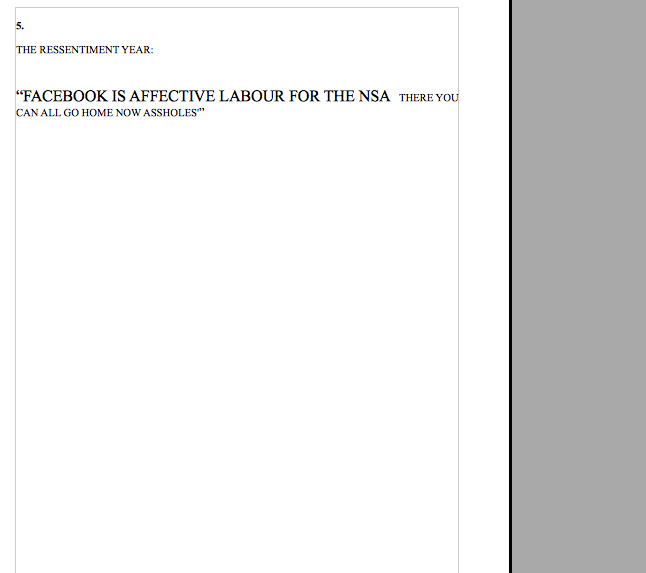 5.
THE RESSENTIMENT YEAR:
“FACEBOOK IS AFFECTIVE LABOUR FOR THE NSA THERE YOU
CAN ALL GO HOME NOW ASSHOLES'”